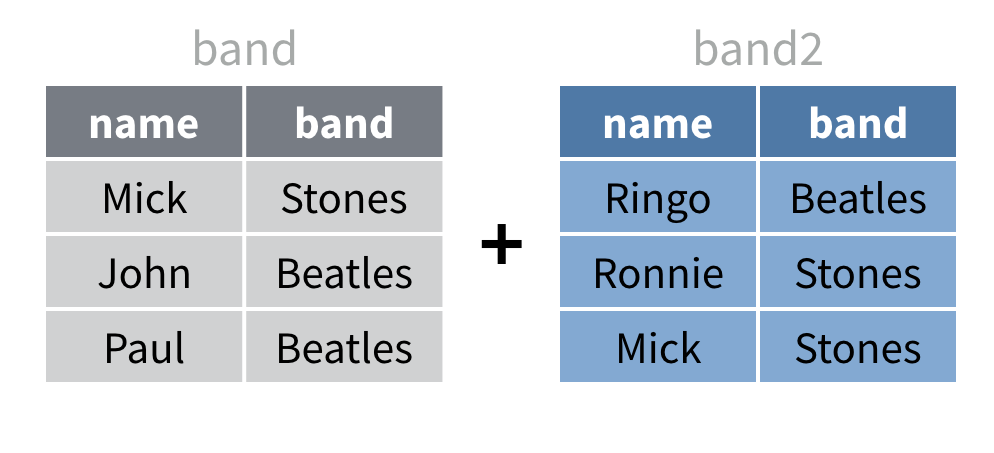 band
name band
Mick Stones
John Beatles
Paul Beatles
+
band2
name band
Ringo Beatles
Ronnie Stones
Mick Stones